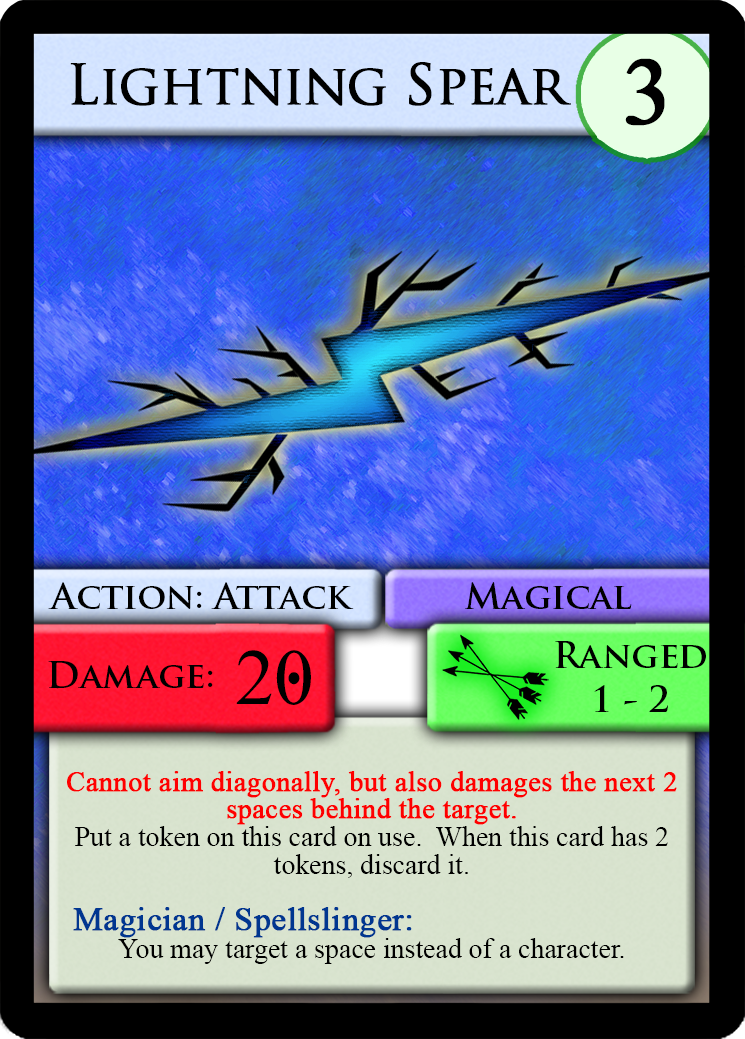 Lightning Spear
3
Action: Attack
Magical
Damage: 20
Ranged
1 - 2
Cannot aim diagonally, but also damages the next 2
spaces behind the target.
Put a token on this card on use.  When this card has 2
tokens, discard it.
Magician / Spellslinger:
You may target a space instead of a character.